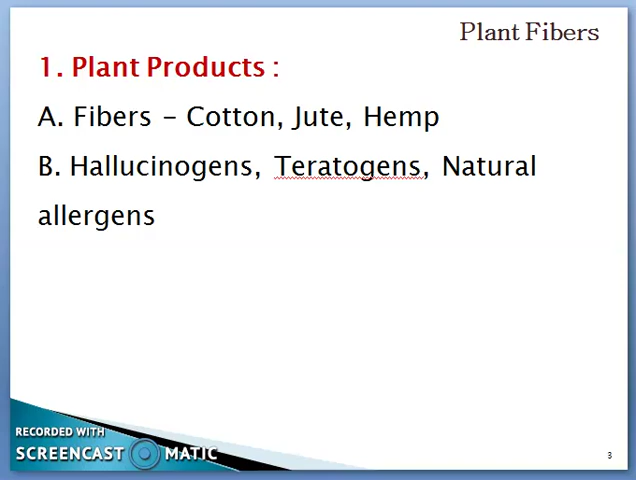 Plant Fibers
1. Plant Products :
A. Fibers – Cotton, Jute, Hemp
B. Hallucinogens, Teratogens, Natural
allergens
RECORDED WITH
SCREENCAST MATIC
3